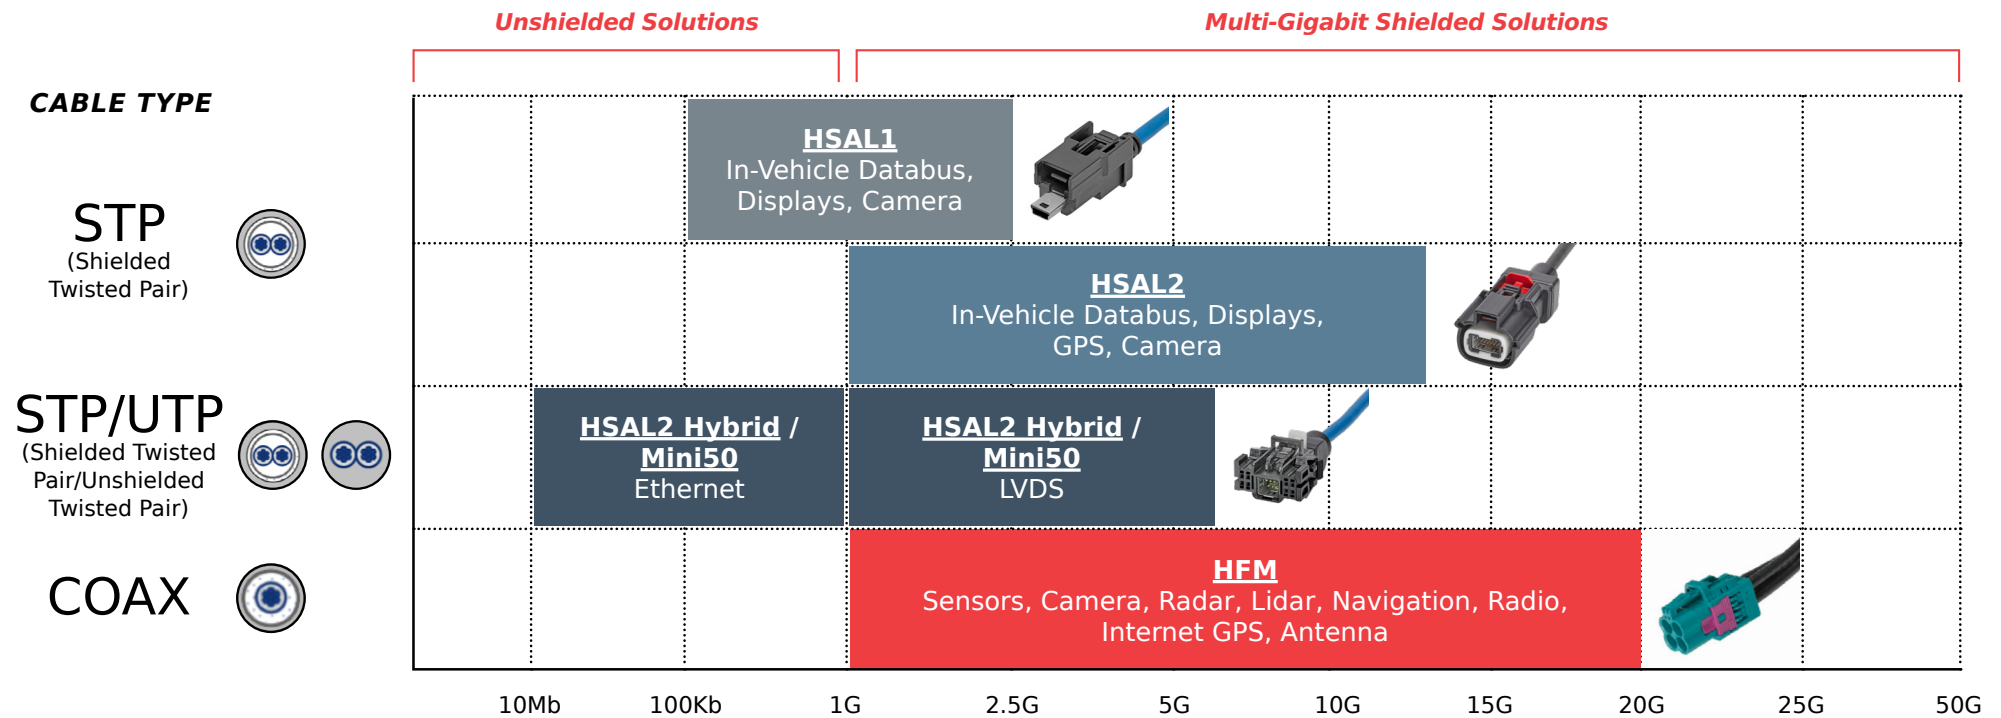 Unshielded Solutions
Multi-Gigabit Shielded Solutions
CABLE TYPE
STP
(Shielded
Twisted Pair)
HSAL1
In-Vehicle Databus,
Displays, Camera
HSAL2
In-Vehicle Databus, Displays,
GPS, Camera
STP/UTP
(Shielded Twisted
Pair/Unshielded
Twisted Pair)
HSAL2 Hybrid /
Mini50
Ethernet
HSAL2 Hybrid /
Mini50
LVDS
COAX
HFM
Sensors, Camera, Radar, Lidar, Navigation, Radio,
Internet GPS, Antenna
10Mb 100Kb 1G 2.5G 5G 10G 15G 20G 25G 50G